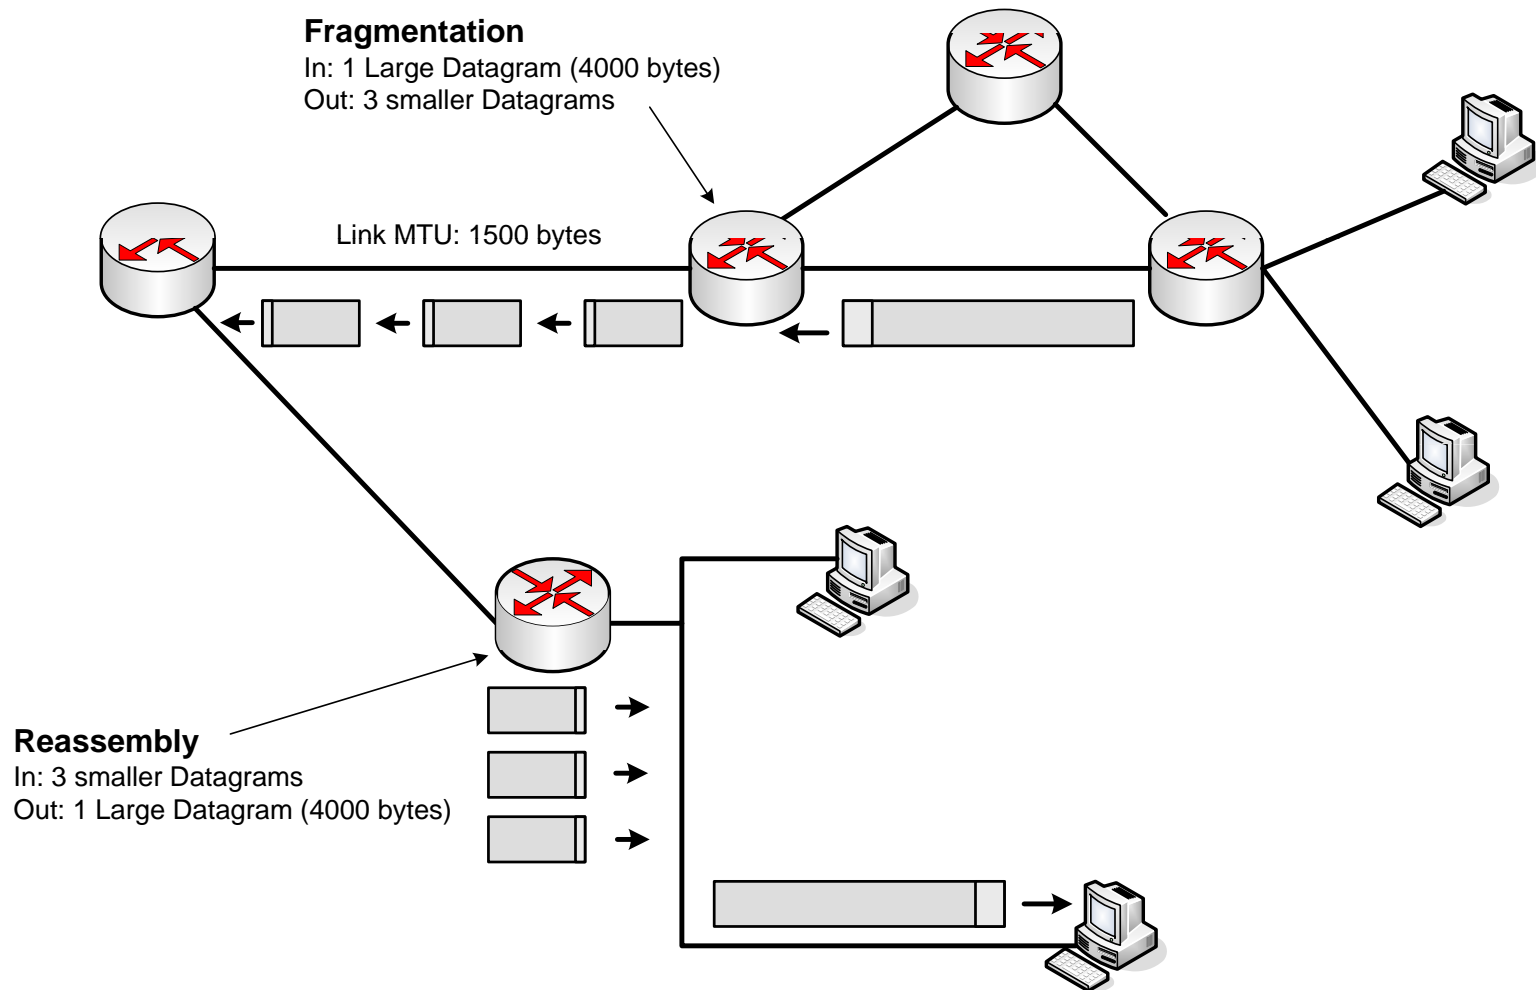 Fragmentation
In: 1 Large Datagram (4000 bytes)
Out: 3 smaller Datagrams
Link MTU: 1500 bytes
Reassembly
In: 3 smaller Datagrams
Out: 1 Large Datagram (4000 bytes)